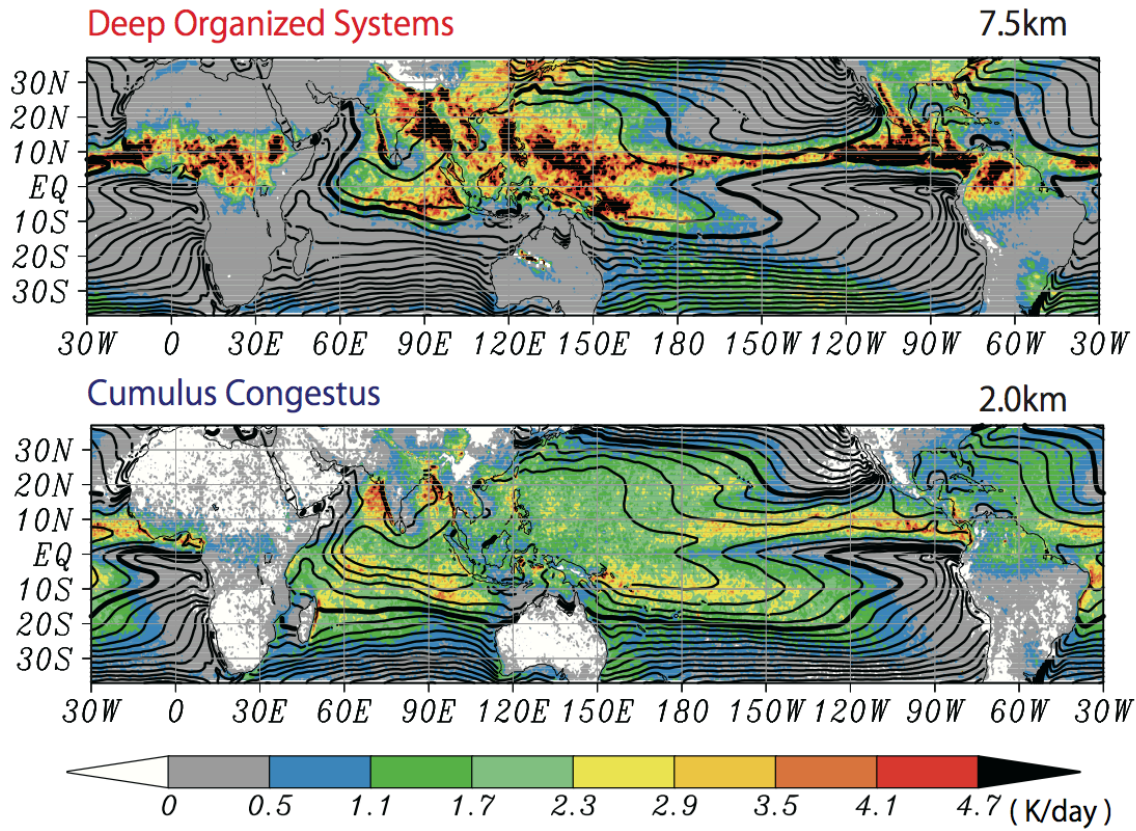 Deep Organized Systems 7.5km
30N
20N
10N
EQ
10S
20S
30S
30W 0 30E 60E 90E 120E 150E 180 150W 120W 90W 60W 30W
Cumulus Congestus 2.0km
30N
20N
10N
EQ
10S
20S
30S
30W 0 30E 60E 90E 120E 150E 180 150W 120W 90W 60W 30W
0 0.5 1.1 1.7 2.3 2.9 3.5 4.1 4.7 (K/day)